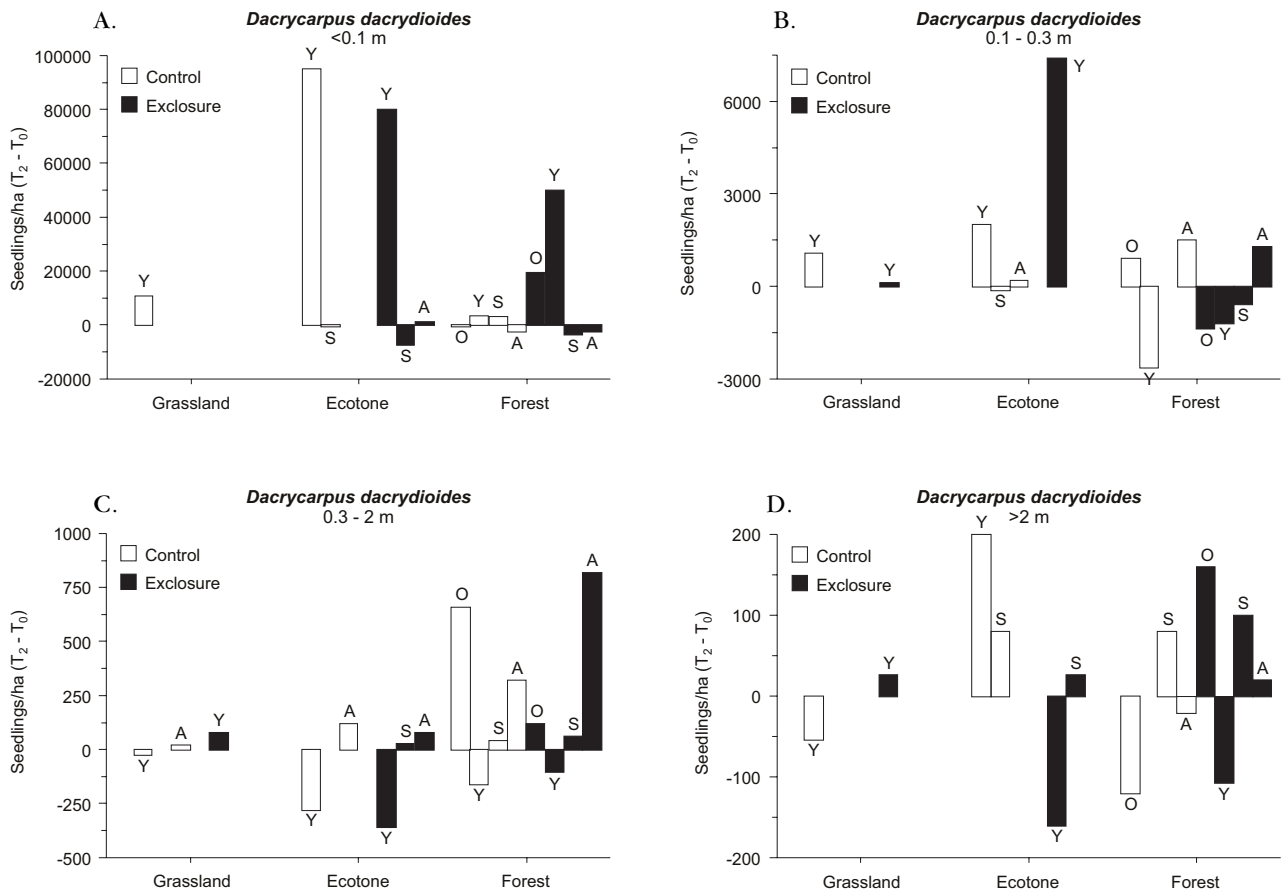 A.
Dacrycarpus dacrydioides
<0.1 m
Control
Exclosure
Seedlings/ha (T2 - T0)
100000
80000
60000
40000
20000
0
-20000
Y
Y
S
Y
S
A
O
Y
S
A
O
Y
S
A
Grassland
Ecotone
Forest
B.
Dacrycarpus dacrydioides
0.1 - 0.3 m
Control
Exclosure
Seedlings/ha (T2 - T0)
6000
3000
0
-3000
Y
Y
Y
S
A
Y
O
Y
A
O
Y
S
A
Grassland
Ecotone
Forest
C.
Dacrycarpus dacrydioides
0.3 - 2 m
Control
Exclosure
Seedlings/ha (T2 - T0)
1000
750
500
250
0
-250
-500
Y
A
Y
Y
A
Y
S
A
O
Y
S
A
O
Y
S
A
Grassland
Ecotone
Forest
D.
Dacrycarpus dacrydioides
>2 m
Control
Exclosure
Seedlings/ha (T2 - T0)
200
100
0
-100
-200
Y
Y
Y
S
Y
S
O
S
A
O
Y
S
A
Grassland
Ecotone
Forest